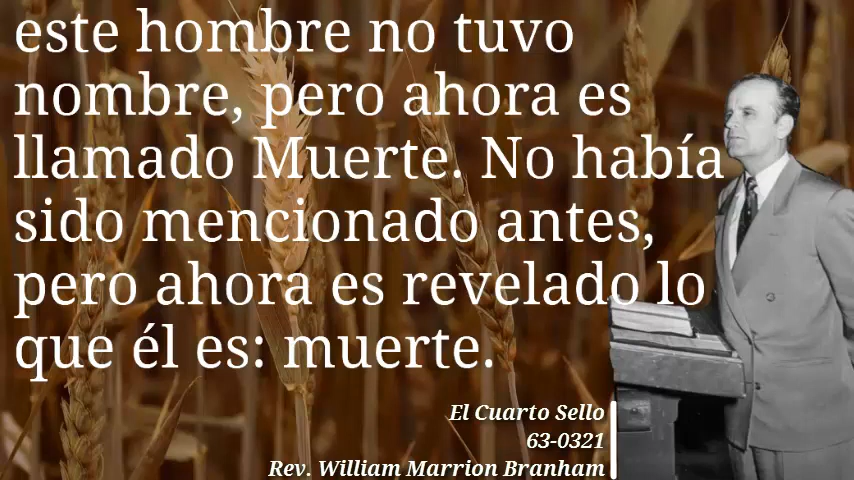 este hombre no tuvo
nombre, pero ahora es
llamado Muerte. No había
sido mencionado antes,
pero ahora es revelado lo
que él es: muerte.
El Cuarto Sello
63-0321
Rev. William Marrion Branham